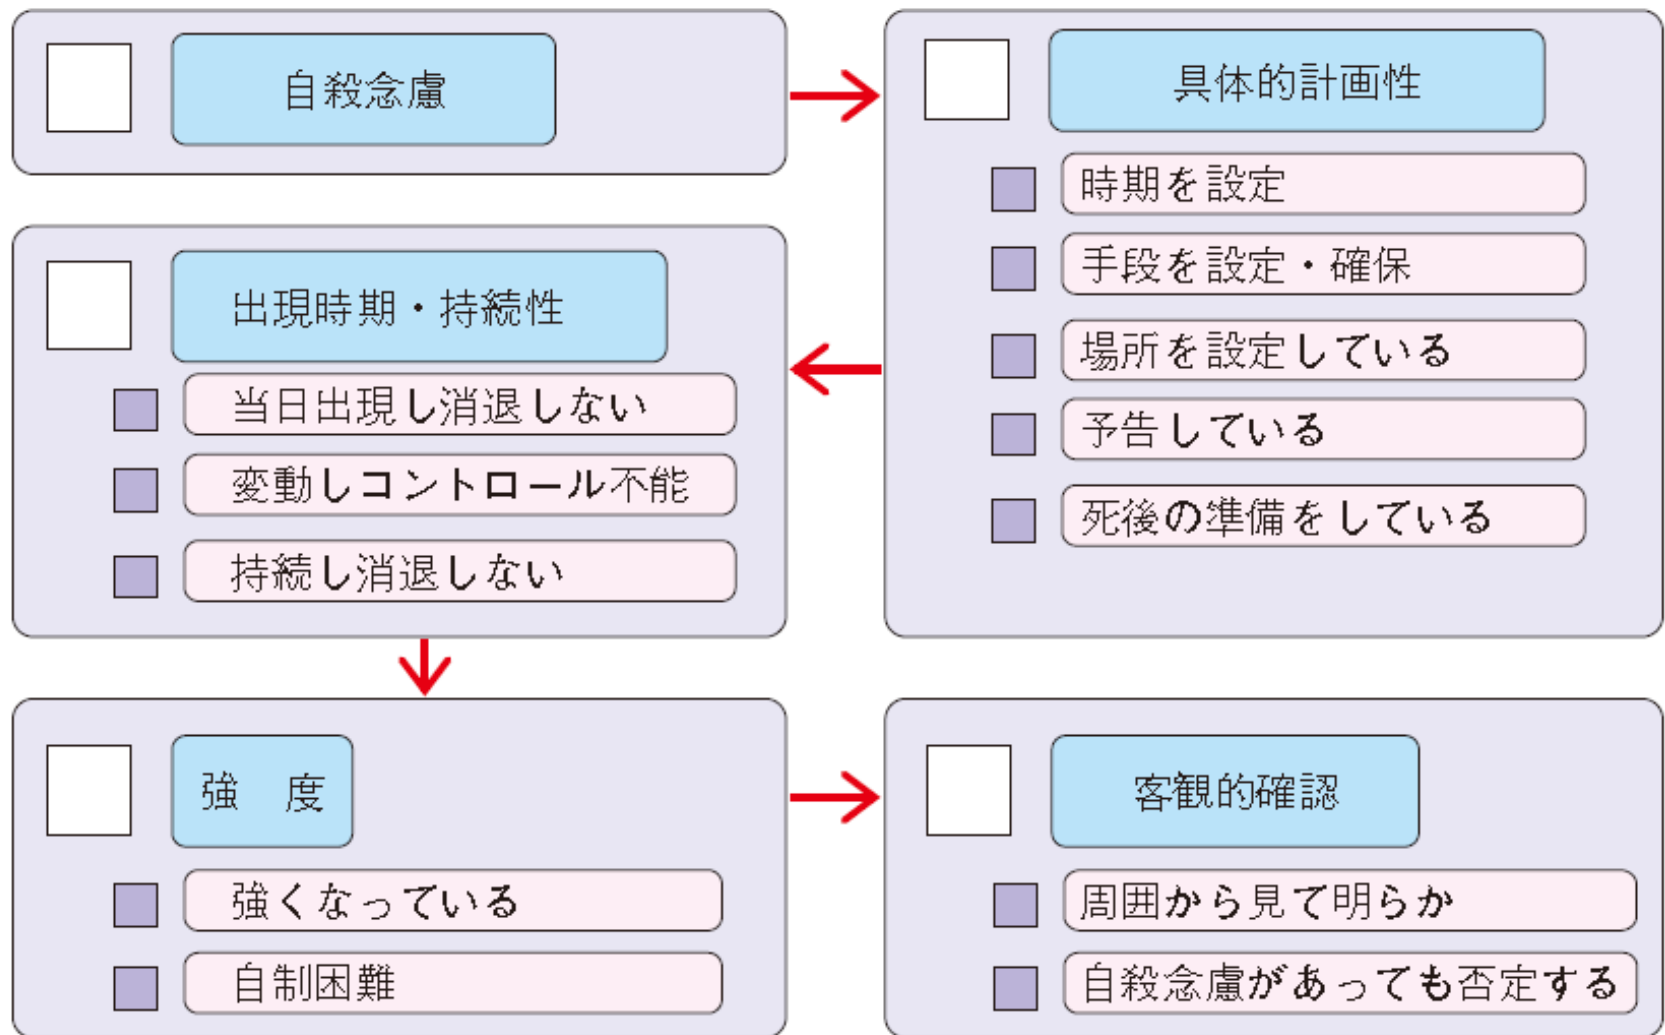 自殺念慮
具体的計画性
時期を設定
手段を設定・確保
場所を設定している
予告している
死後の準備をしている
出現時期・持続性
当日出現し消退しない
変動しコントロール不能
持続し消退しない
強　度
強くなっている
自制困難
客観的確認
周囲から見て明らか
自殺念慮があっても否定する